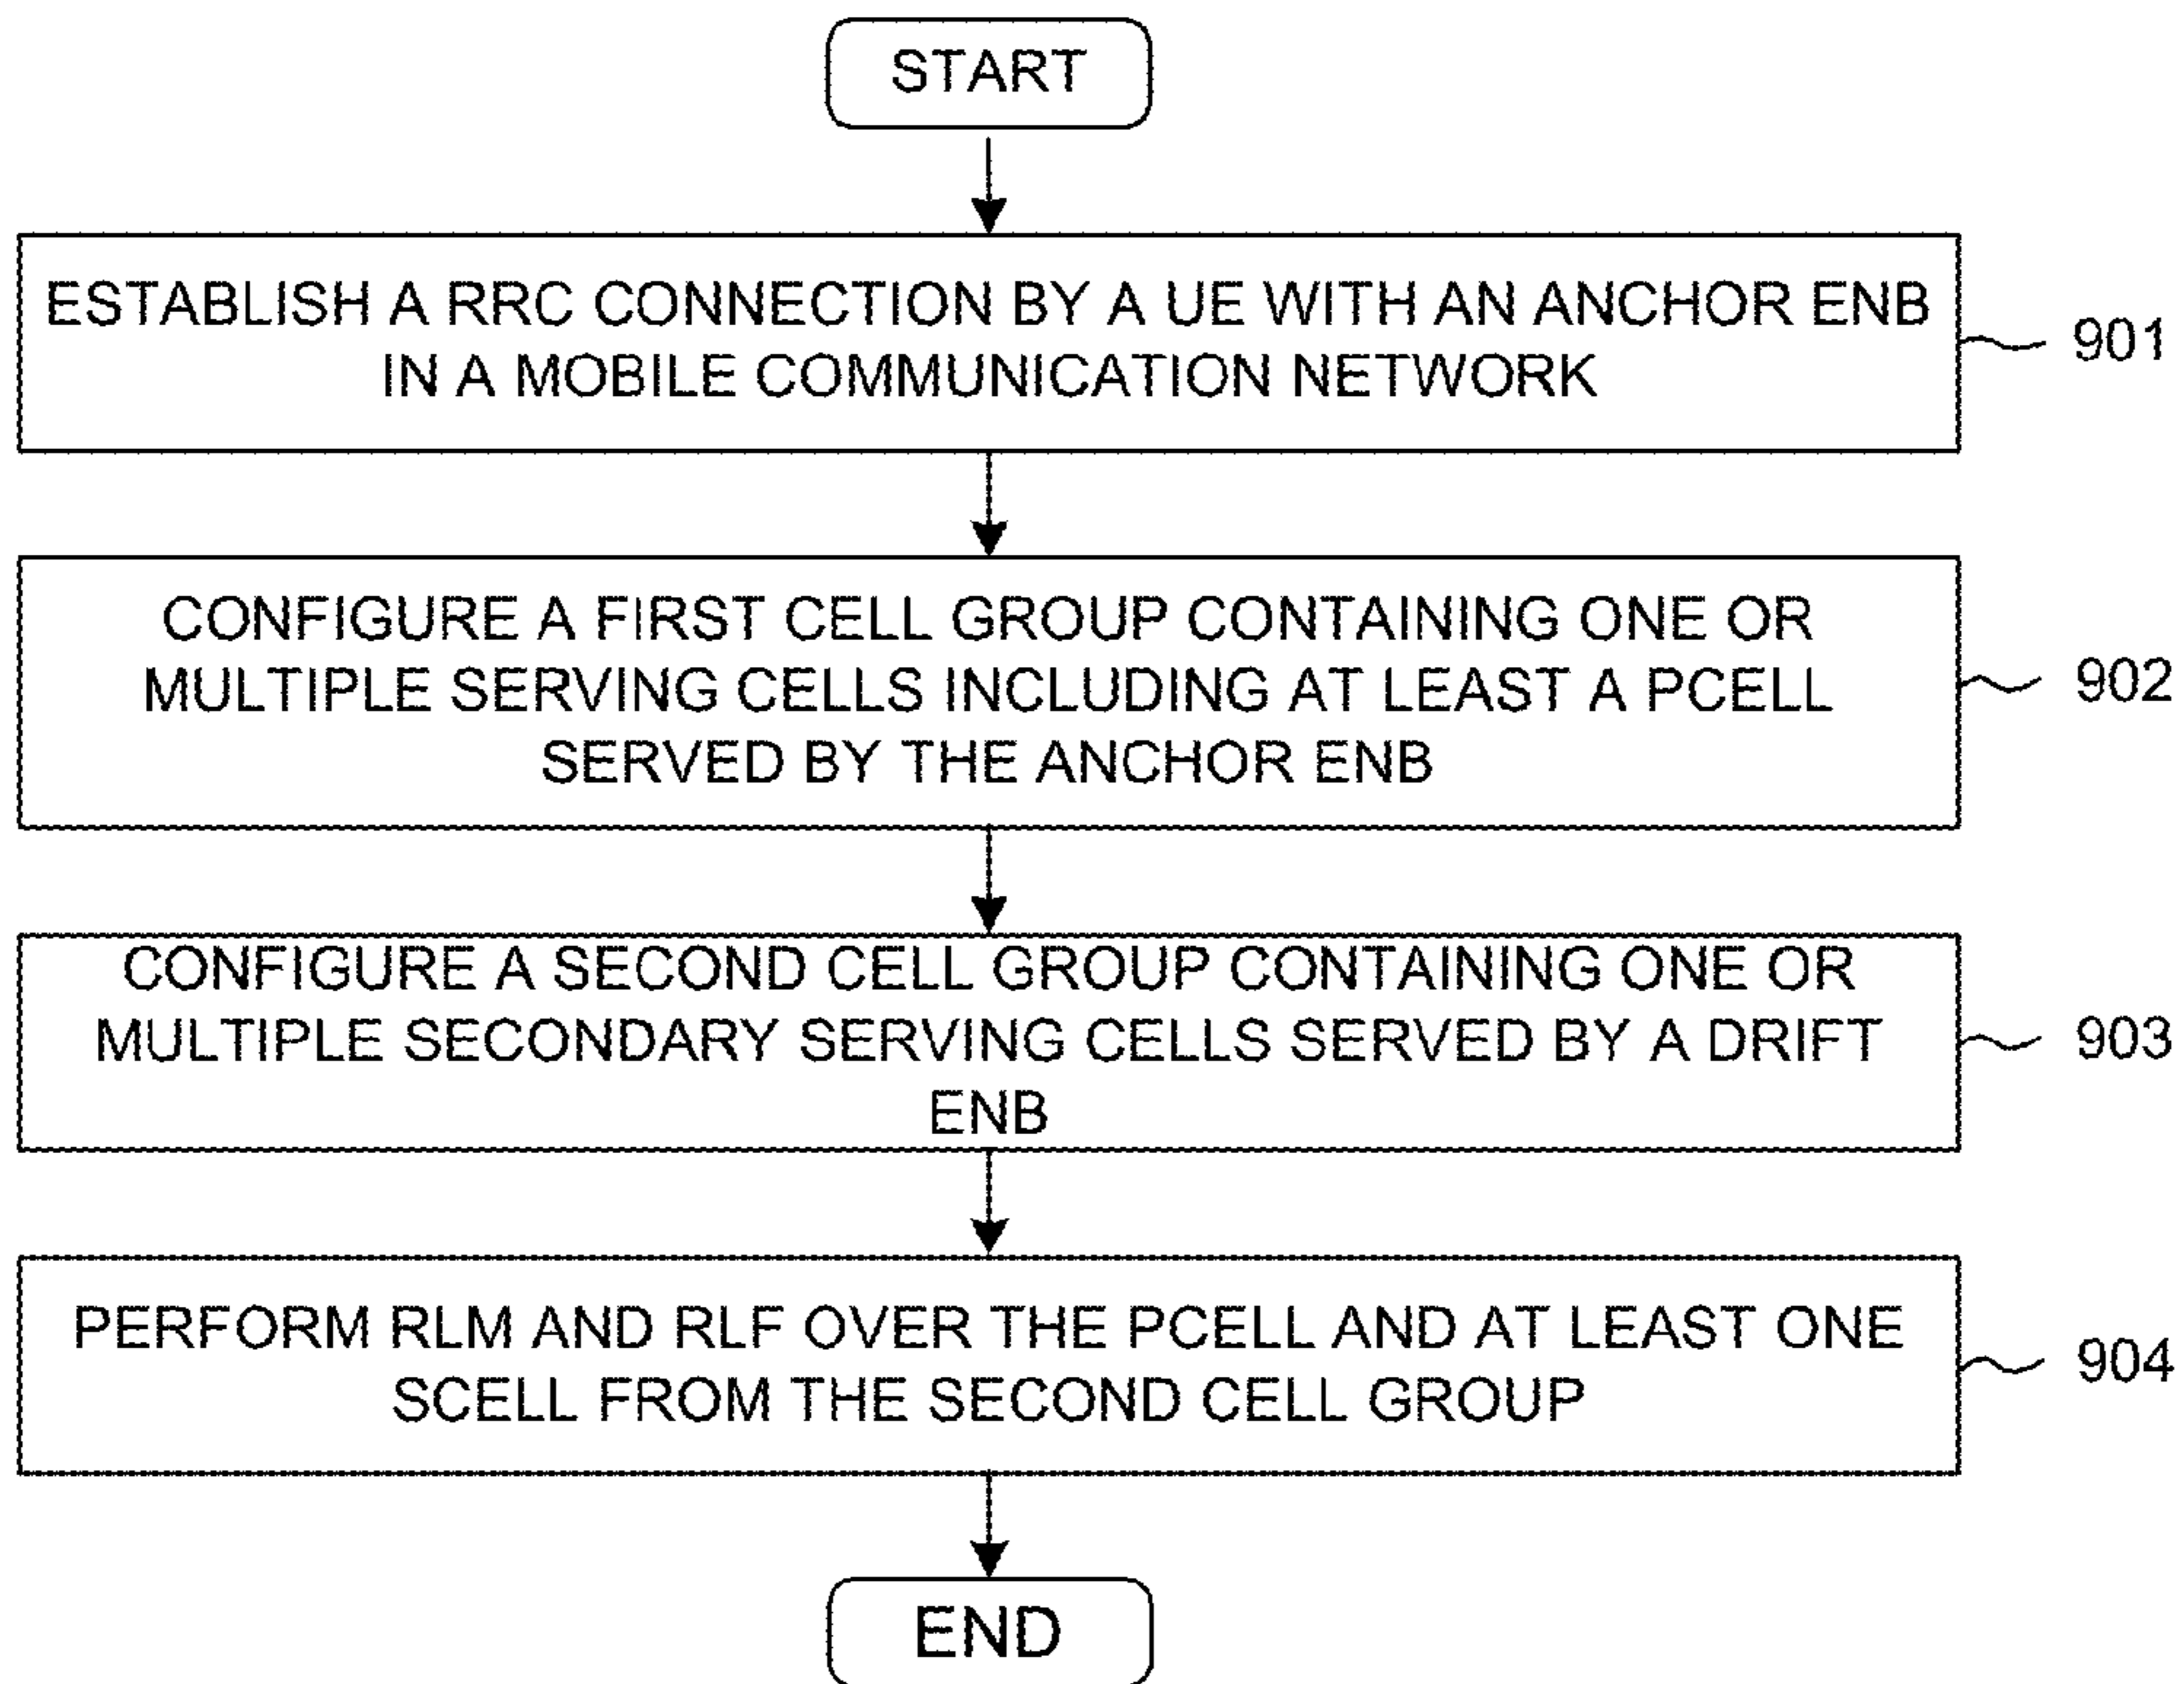 START
ESTABLISH A RRC CONNECTION BY A UE WITH AN ANCHOR ENB
IN A MOBILE COMMUNICATION NETWORK
901
CONFIGURE A FIRST CELL GROUP CONTAINING ONE OR
MULTIPLE SERVING CELLS INCLUDING AT LEAST A PCELL
SERVED BY THE ANCHOR ENB
902
CONFIGURE A SECOND CELL GROUP CONTAINING ONE OR
MULTIPLE SECONDARY SERVING CELLS SERVED BY A DRIFT
ENB
903
PERFORM RLM AND RLF OVER THE PCELL AND AT LEAST ONE
SCELL FROM THE SECOND CELL GROUP
904
END